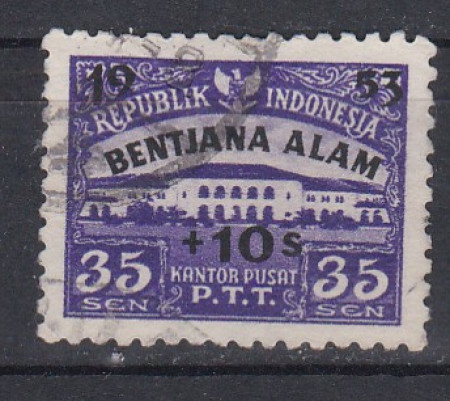 19 53
REPUBLIK INDONESIA
BENTJANA ALAM
+10s
35 KANTOR PUSAT 35
SEN P.T.T. SEN